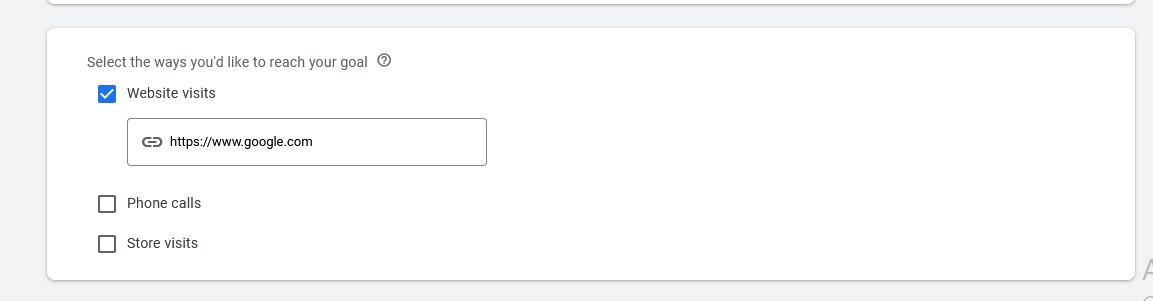 Select the ways you'd like to reach your goal
Website visits
https://www.google.com
Phone calls
Store visits